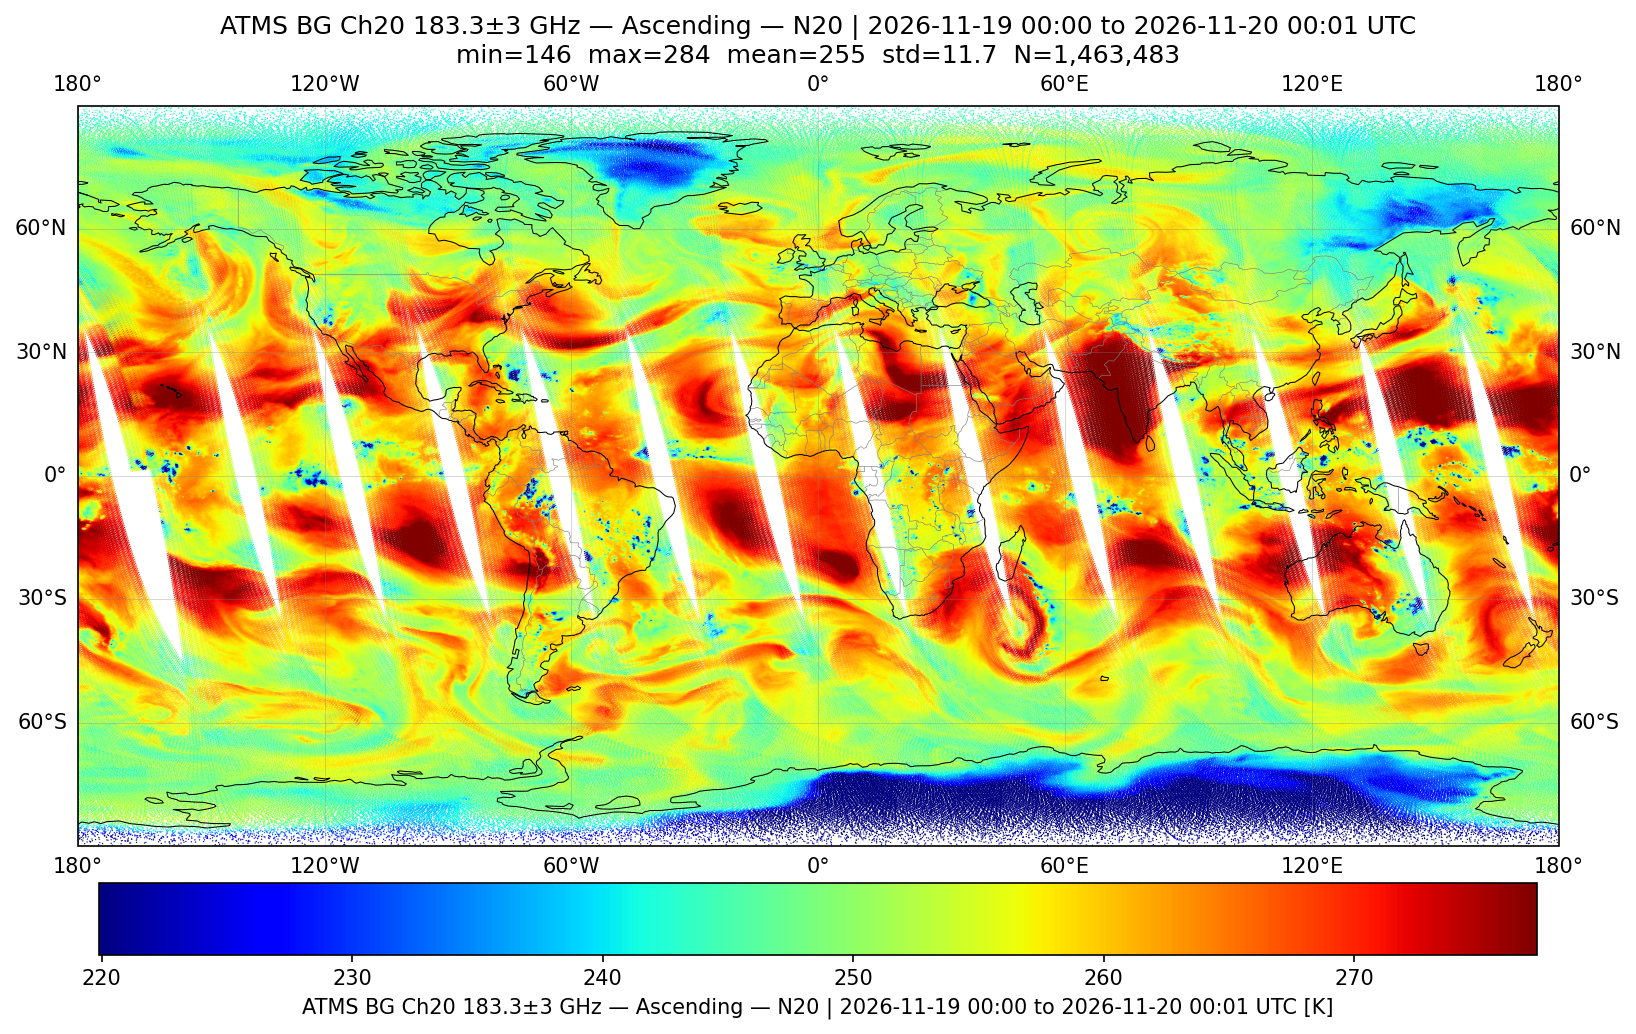 ATMS BG Ch20 183.3±3 GHz — Ascending — N20 | 2026-11-19 00:00 to 2026-11-20 00:01 UTC
min=146 max=284 mean=255 std=11.7 N=1,463,483
180° 120°W 60°W 0° 60°E 120°E 180°
60°N 60°N
30°N 30°N
0° 0°
30°S 30°S
60°S 60°S
180° 120°W 60°W 0° 60°E 120°E 180°
220 230 240 250 260 270
ATMS BG Ch20 183.3±3 GHz — Ascending — N20 | 2026-11-19 00:00 to 2026-11-20 00:01 UTC [K]